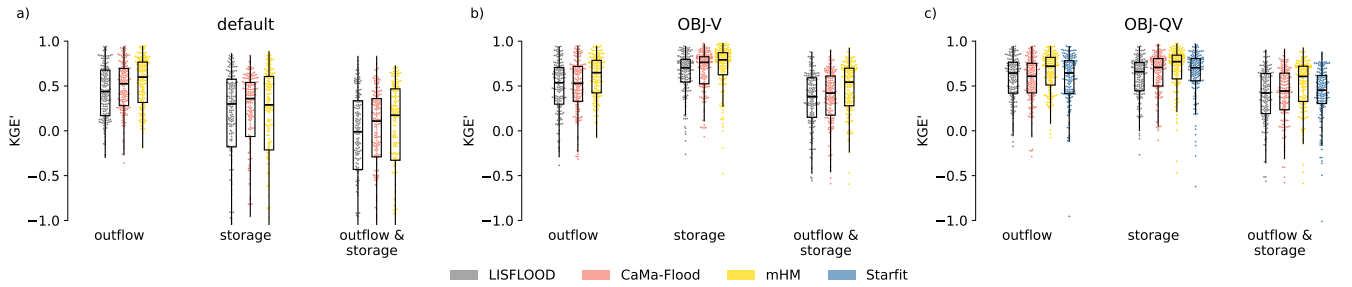 a)
default
1.0
0.5
0.0
−0.5
−1.0
KGE'
outflow
storage
outflow &
storage
b)
OBJ-V
1.0
0.5
0.0
−0.5
−1.0
KGE'
outflow
storage
outflow &
storage
c)
OBJ-QV
1.0
0.5
0.0
−0.5
−1.0
KGE'
outflow
storage
outflow &
storage
LISFLOOD
CaMa-Flood
mHM
Starfit